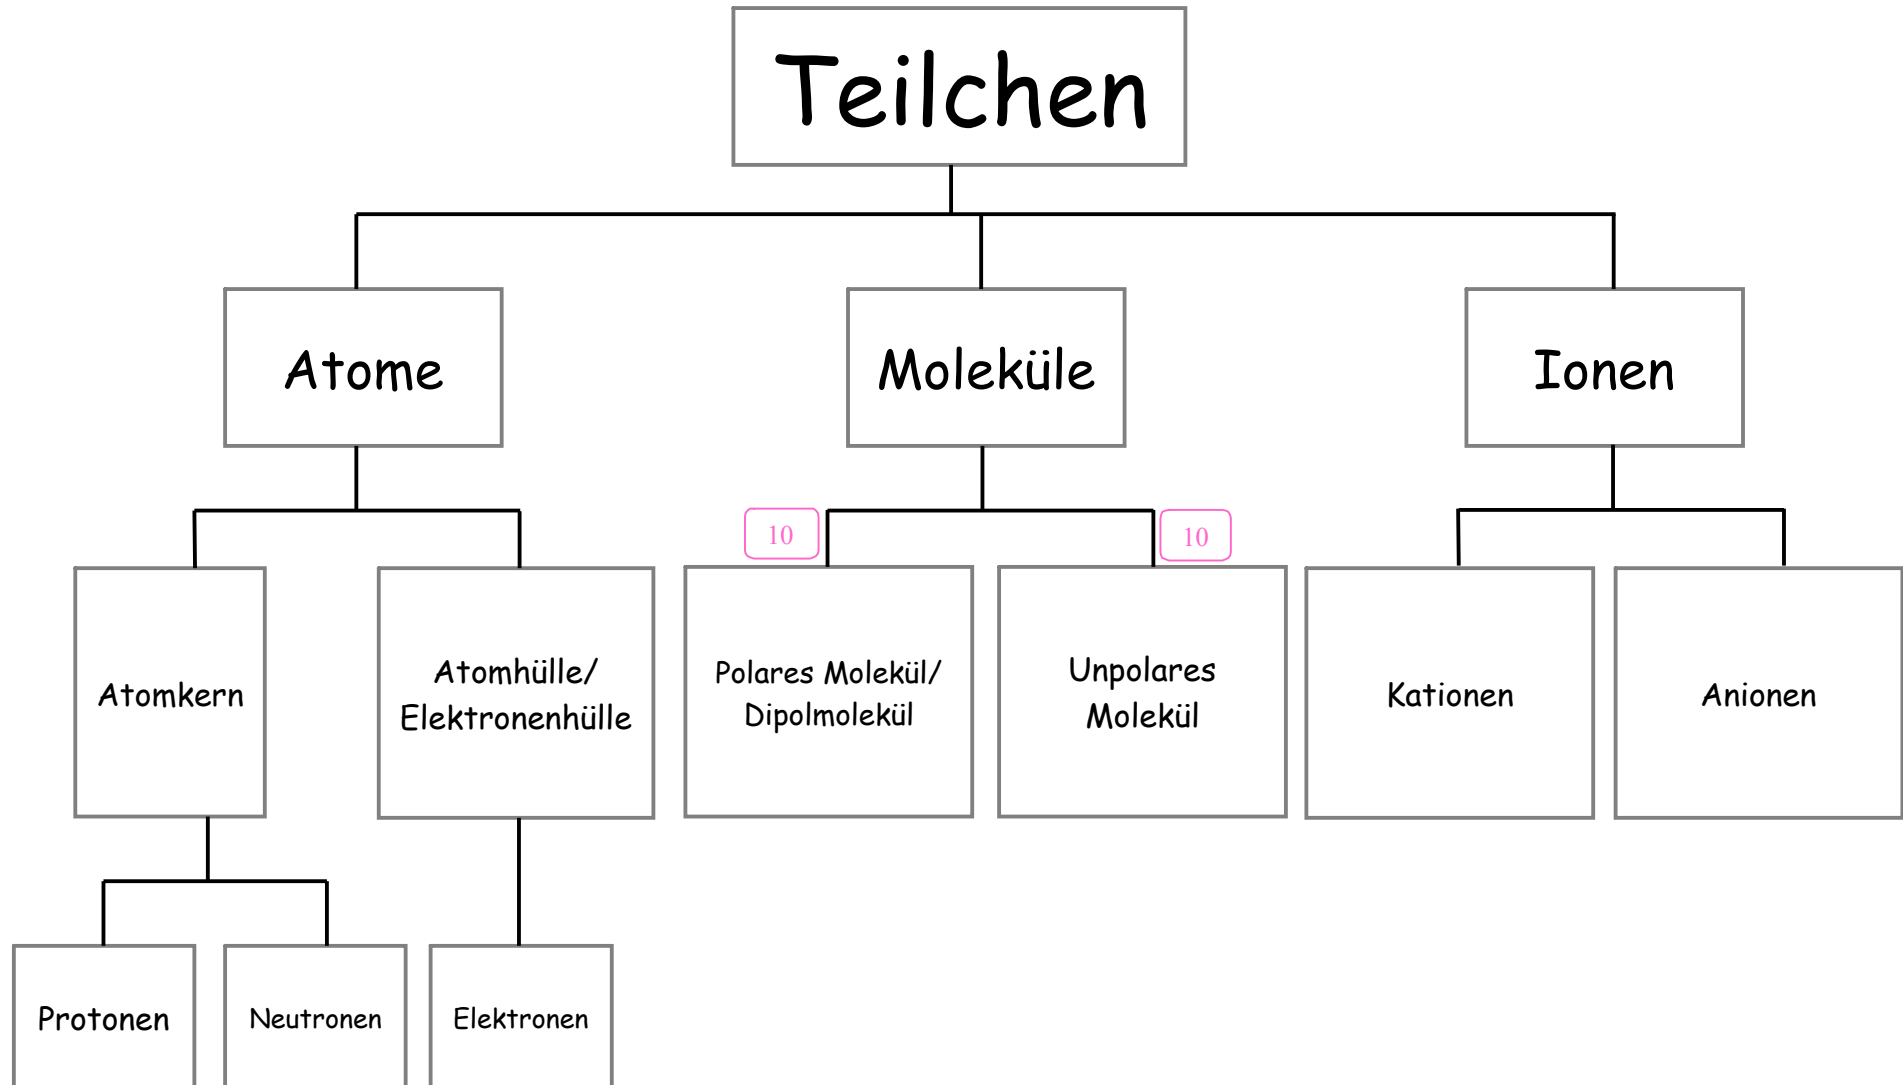 Teilchen
Atome
Moleküle
Ionen
10
10
Atomkern
Atomhülle/
Elektronenhülle
Polares Molekül/
Dipolmolekül
Unpolares
Molekül
Kationen
Anionen
Protonen
Neutronen
Elektronen